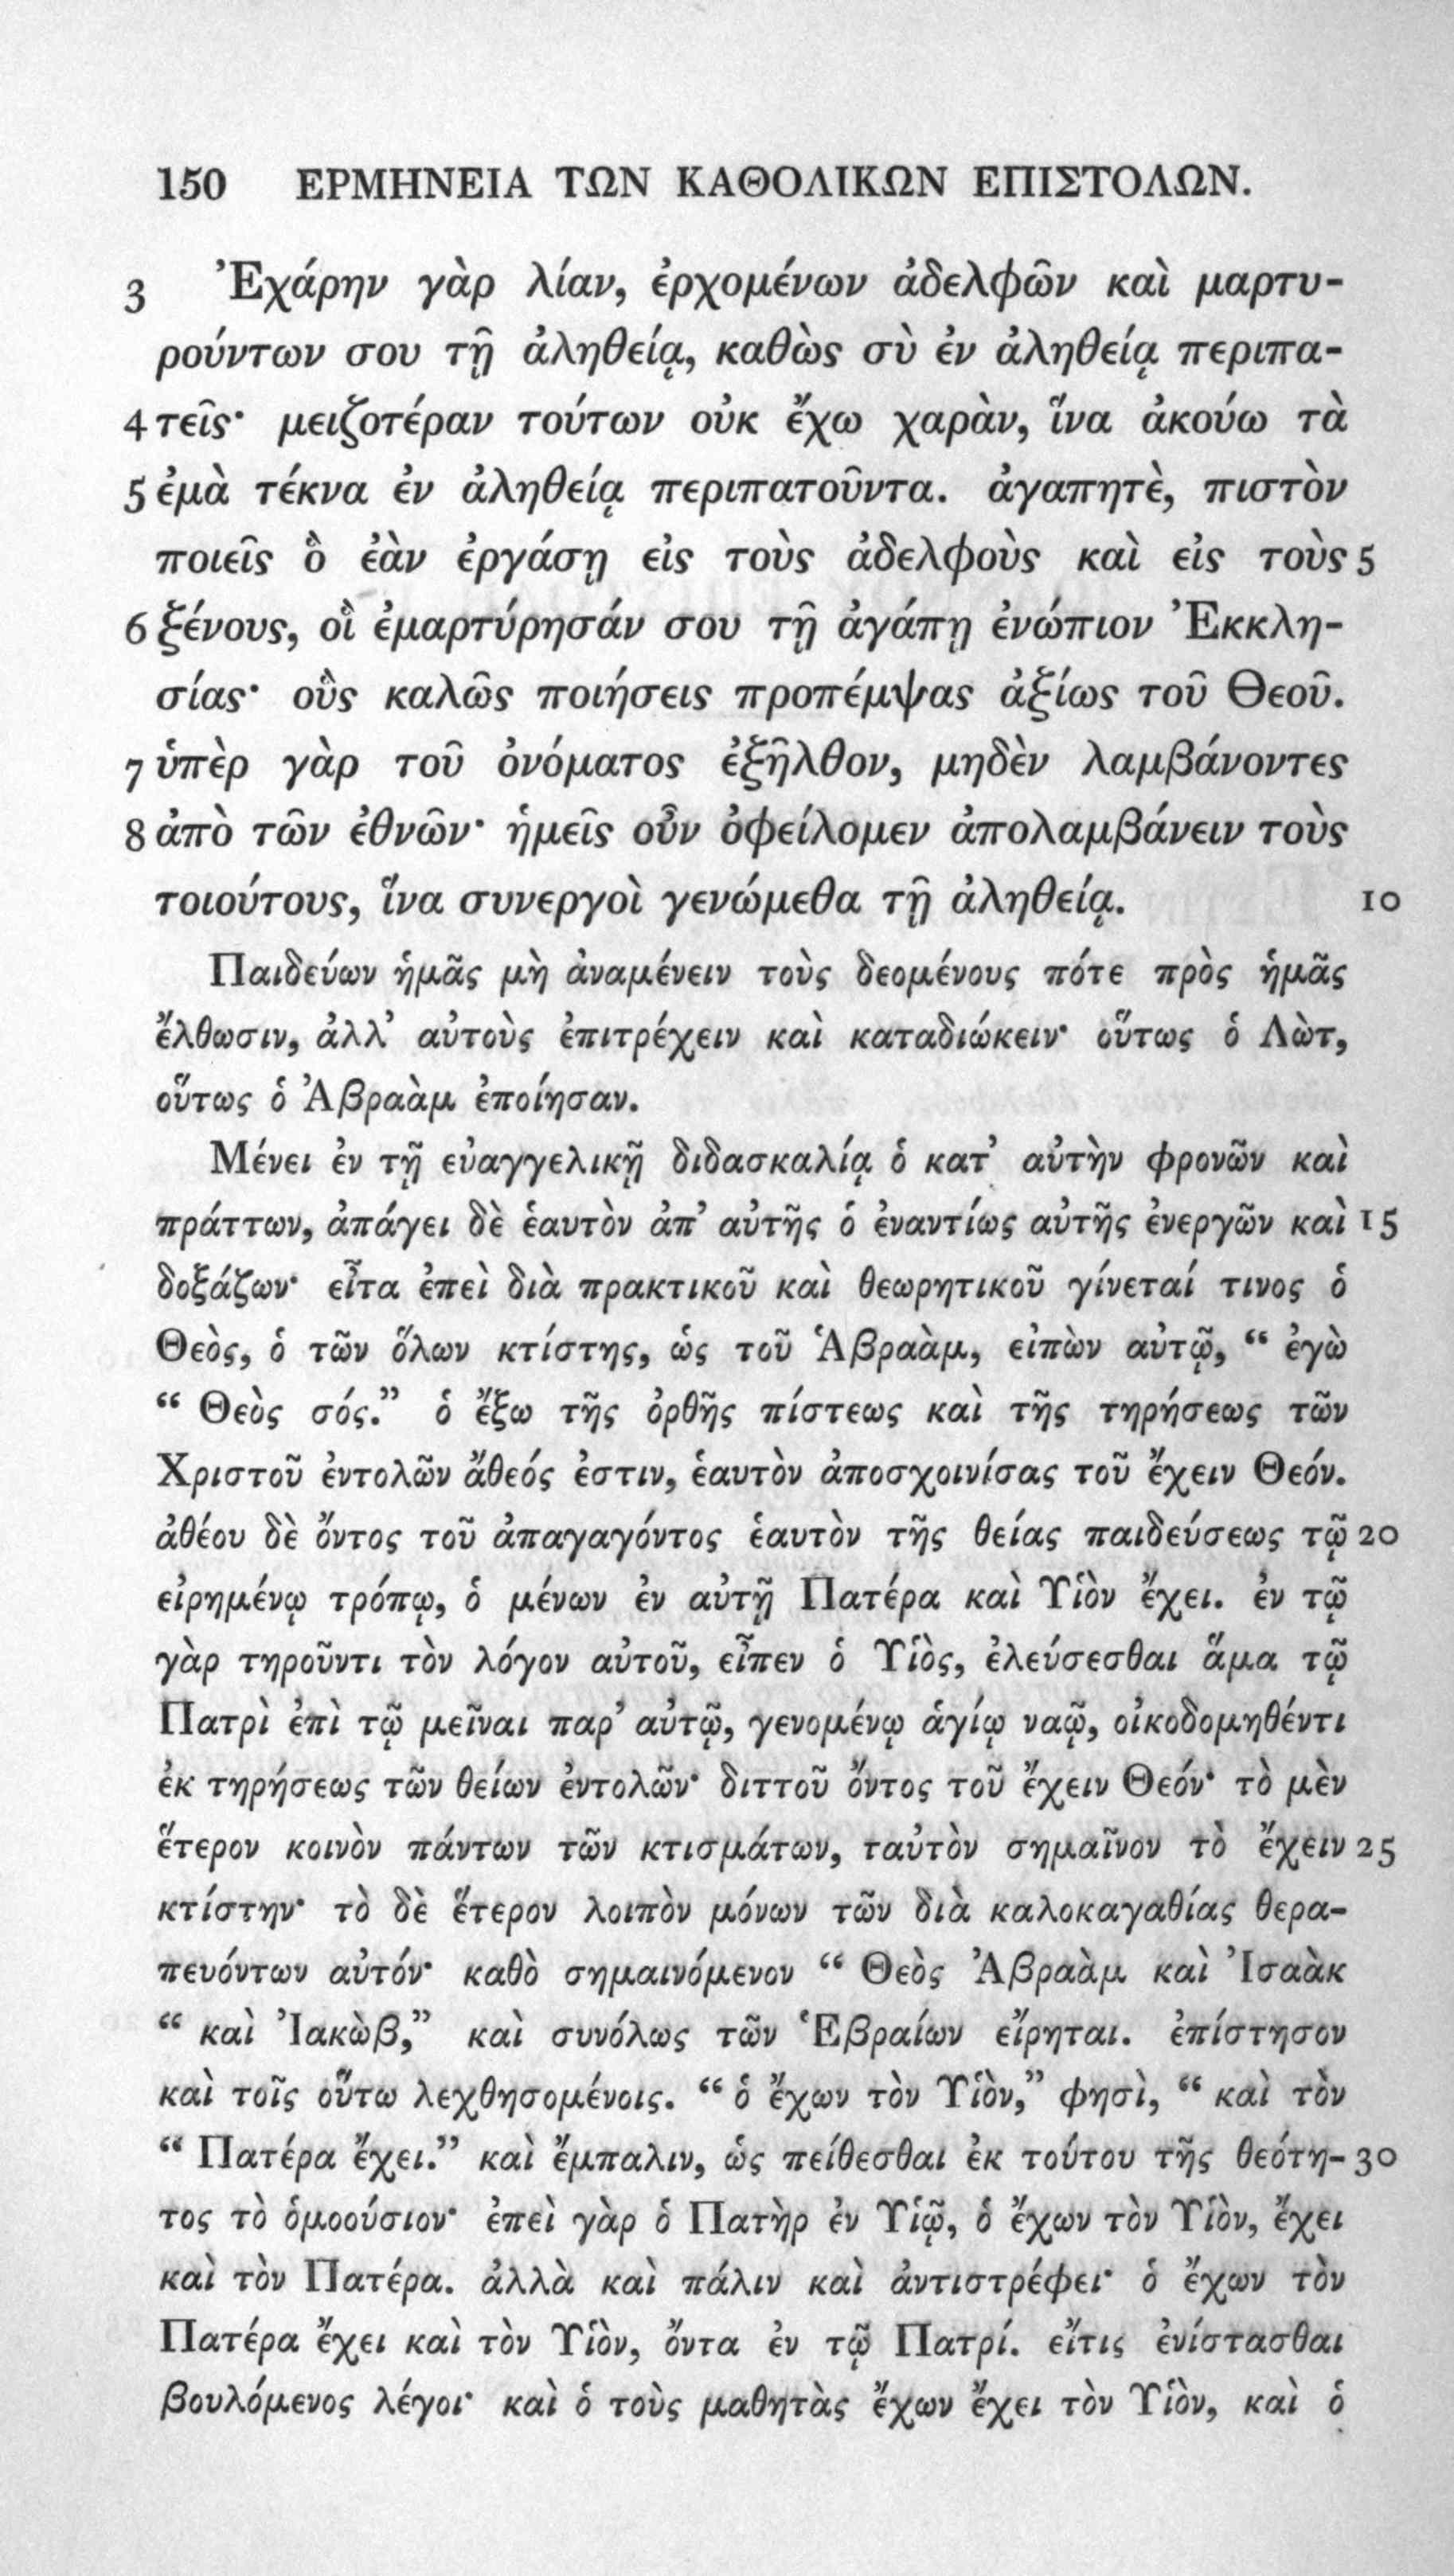 150 ΕΡΜΗΝΕΙΑ ΤΩΝ ΚΑΘΟΛΙΚΩΝ ΕΠΙΣΤΟΛΩΝ.
3 Ἐχάρην γὰρ λίαν, ἐρχομένων ἀδελφῶν καὶ μαρτυ-
ρούντων σου τῇ ἀληθείᾳ, καθὼς σὺ ἐν ἀληθείᾳ περιπα-
4 τεῖς· μειζοτέραν τούτων οὐκ ἔχω χαρὰν, ἵνα ἀκούω τὰ
5 ἐμὰ τέκνα ἐν ἀληθείᾳ περιπατοῦντα. ἀγαπητὲ, πιστὸν
ποιεῖς ὃ ἐὰν ἐργάσῃ εἰς τοὺς ἀδελφοὺς καὶ εἰς τοὺς 5
6 ξένους, οἳ ἐμαρτύρησάν σου τῇ ἀγάπῃ ἐνώπιον Ἐκκλη-
σίας· οὓς καλῶς ποιήσεις προπέμψας ἀξίως τοῦ Θεοῦ.
7 ὑπὲρ γὰρ τοῦ ὀνόματος ἐξῆλθον, μηδὲν λαμβάνοντες
8 ἀπὸ τῶν ἐθνῶν· ἡμεῖς οὖν ὀφείλομεν ἀπολαμβάνειν τοὺς
τοιούτους, ἵνα συνεργοὶ γενώμεθα τῇ ἀληθείᾳ. 10
Παιδεύων ἡμᾶς μὴ ἀναμένειν τοὺς δεομένους πότε πρὸς ἡμᾶς
ἔλθωσιν, ἀλλ’ αὐτοὺς ἐπιτρέχειν καὶ καταδιώκειν· οὕτως ὁ Λὼτ,
οὕτως ὁ Ἀβραὰμ ἐποίησαν.
Μένει ἐν τῇ εὐαγγελικῇ διδασκαλίᾳ ὁ κατ’ αὐτὴν φρονῶν καὶ
πράττων, ἀπάγει δὲ ἑαυτὸν ἀπ’ αὐτῆς ὁ ἐναντίως αὐτῆς ἐνεργῶν καὶ 15
δοξάζων· εἶτα ἐπεὶ διὰ πρακτικοῦ καὶ θεωρητικοῦ γίνεταί τινος ὁ
Θεὸς, ὁ τῶν ὅλων κτίστης, ὡς τοῦ Ἁβραὰμ, εἰπὼν αὐτῷ, “ ἐγὼ
“ Θεὸς σός.” ὁ ἔξω τῆς ὀρθῆς πίστεως καὶ τῆς τηρήσεως τῶν
Χριστοῦ ἐντολῶν ἄθεός ἐστιν, ἑαυτὸν ἀποσχοινίσας τοῦ ἔχειν Θεόν.
ἀθέου δὲ ὄντος τοῦ ἀπαγαγόντος ἑαυτὸν τῆς θείας παιδεύσεως τῷ 20
εἰρημένῳ τρόπῳ, ὁ μένων ἐν αὐτῇ Πατέρα καὶ Υἱὸν ἔχει. ἐν τῷ
γὰρ τηροῦντι τὸν λόγον αὐτοῦ, εἶπεν ὁ Υἱὸς, ἐλεύσεσθαι ἅμα τῷ
Πατρὶ ἐπὶ τῷ μεῖναι παρ’ αὐτῷ, γενομένῳ ἁγίῳ ναῷ, οἰκοδομηθέντι
ἐκ τηρήσεως τῶν θείων ἐντολῶν· διττοῦ ὄντος τοῦ ἔχειν Θεόν· τὸ μὲν
ἕτερον κοινὸν πάντων τῶν κτισμάτων, ταὐτὸν σημαῖνον τὸ ἔχειν 25
κτίστην· τὸ δὲ ἕτερον λοιπὸν μόνων τῶν διὰ καλοκαγαθίας θερα-
πευόντων αὐτόν· καθὸ σημαινόμενον “ Θεὸς Ἀβραὰμ καὶ Ἰσαὰκ
“ καὶ Ἰακὼβ,” καὶ συνόλως τῶν Ἑβραίων εἴρηται. ἐπίστησον
καὶ τοῖς οὕτω λεχθησομένοις. “ ὁ ἔχων τὸν Υἱὸν,” φησὶ, “ καὶ τὸν
“ Πατέρα ἔχει.” καὶ ἔμπαλιν, ὡς πείθεσθαι ἐκ τούτου τῆς θεότη- 30
τος τὸ ὁμοούσιον· ἐπεὶ γὰρ ὁ Πατὴρ ἐν Υἱῷ, ὁ ἔχων τὸν Υἱὸν, ἔχει
καὶ τὸν Πατέρα. ἀλλὰ καὶ πάλιν καὶ ἀντιστρέφει· ὁ ἔχων τὸν
Πατέρα ἔχει καὶ τὸν Υἱὸν, ὄντα ἐν τῷ Πατρί. εἴτις ἐνίστασθαι
βουλόμενος λέγοι· καὶ ὁ τοὺς μαθητὰς ἔχων ἔχει τὸν Υἱὸν, καὶ ὁ